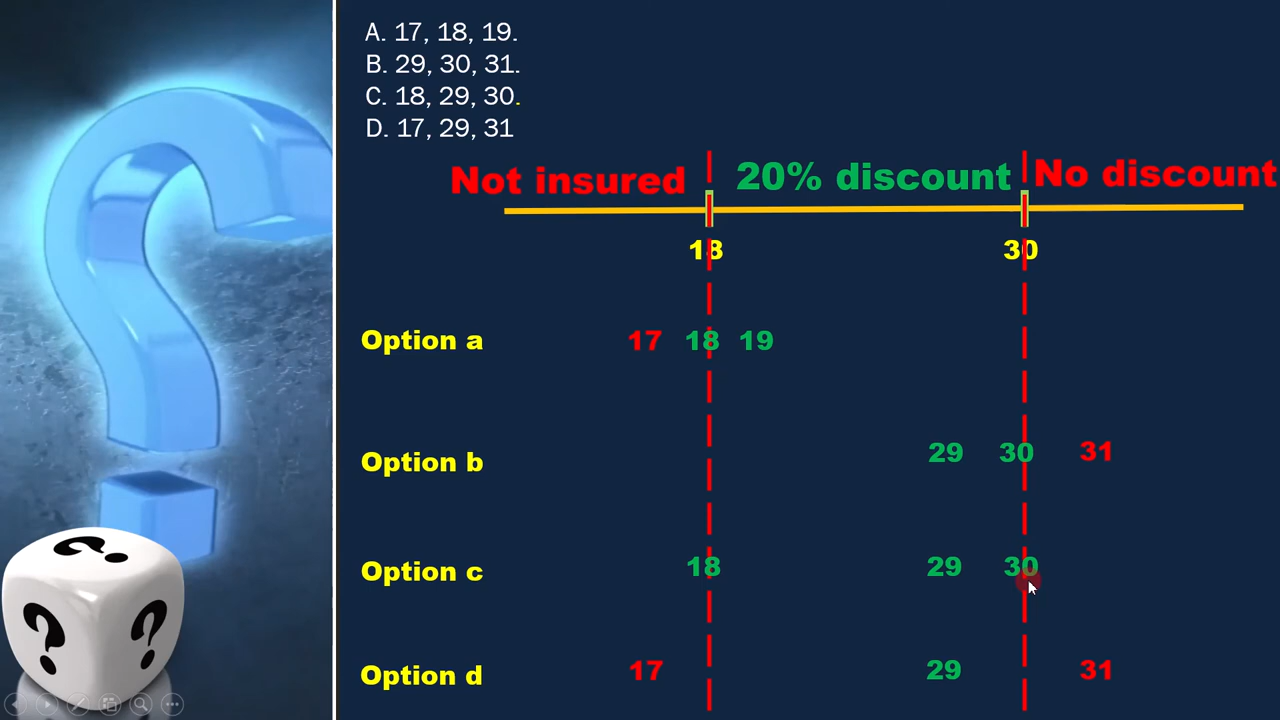 A. 17, 18, 19.
B. 29, 30, 31.
C. 18, 29, 30.
D. 17, 29, 31
Not insured 20% discount No discount
18 30
Option a 17 18 19
Option b 29 30 31
Option c 18 29 30
Option d 17 29 31
? ? ?